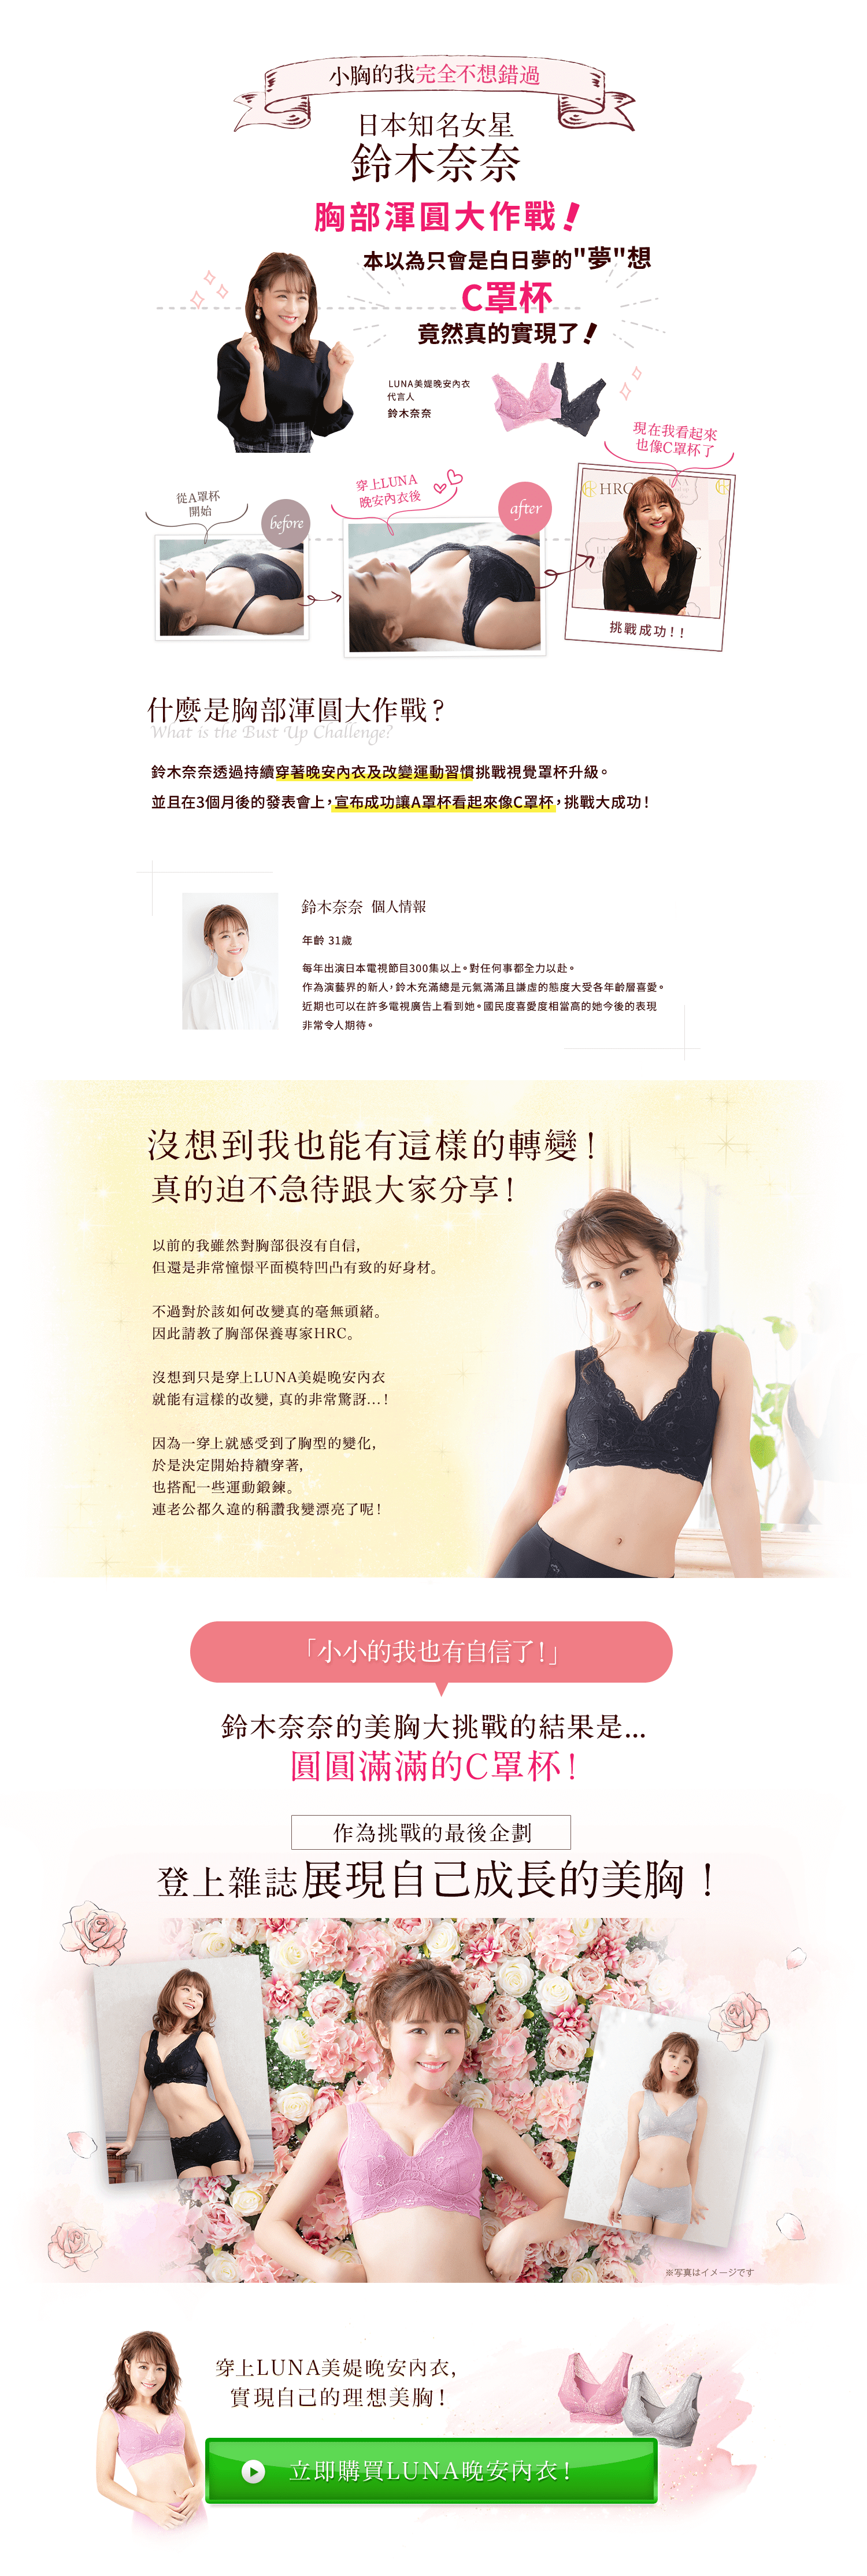 小胸的我完全不想錯過
日本知名女星
鈴木奈奈
胸部渾圓大作戰！
本以為只會是白日夢的"夢"想
C罩杯
竟然真的實現了！
LUNA美媞晚安內衣
代言人
鈴木奈奈
現在我看起來
也像C罩杯了
從A罩杯
開始
before
穿上LUNA
晚安內衣後
after
HRC
挑戰成功！！
什麼是胸部渾圓大作戰？
What is the Bust Up Challenge?
鈴木奈奈透過持續穿著晚安內衣及改變運動習慣挑戰視覺罩杯升級。
並且在3個月後的發表會上，宣布成功讓A罩杯看起來像C罩杯，挑戰大成功！
鈴木奈奈 個人情報
年齡 31歲
每年出演日本電視節目300集以上。對任何事都全力以赴。
作為演藝界的新人，鈴木充滿總是元氣滿滿且謙虛的態度大受各年齡層喜愛。
近期也可以在許多電視廣告上看到她。國民度喜愛度相當高的她今後的表現
非常令人期待。
沒想到我也能有這樣的轉變！
真的迫不急待跟大家分享！
以前的我雖然對胸部很沒有自信，
但還是非常憧憬平面模特凹凸有致的好身材。
不過對於該如何改變真的毫無頭緒。
因此請教了胸部保養專家HRC。
沒想到只是穿上LUNA美媞晚安內衣
就能有這樣的改變，真的非常驚訝...！
因為一穿上就感受到了胸型的變化，
於是決定開始持續穿著，
也搭配一些運動鍛鍊。
連老公都久違的稱讚我變漂亮了呢！
「小小的我也有自信了！」
鈴木奈奈的美胸大挑戰的結果是...
圓圓滿滿的C罩杯！
作為挑戰的最後企劃
登上雜誌展現自己成長的美胸！
※写真はイメージです
穿上LUNA美媞晚安內衣，
實現自己的理想美胸！
立即購買LUNA晚安內衣！